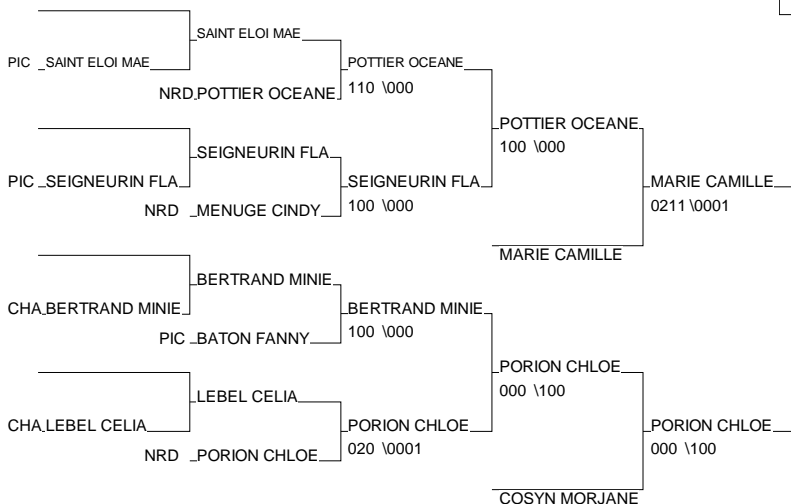 SAINT ELOI MAE
PIC SAINT ELOI MAE
POTTIER OCEANE
NRD POTTIER OCEANE
110 \000
POTTIER OCEANE
100 \000
SEIGNEURIN FLA
PIC SEIGNEURIN FLA
SEIGNEURIN FLA
MARIE CAMILLE
NRD MENUGE CINDY
100 \000
0211 \0001
MARIE CAMILLE
BERTRAND MINIE
CHA BERTRAND MINIE
BERTRAND MINIE
PIC BATON FANNY
100 \000
PORION CHLOE
000 \100
LEBEL CELIA
CHA LEBEL CELIA
PORION CHLOE
PORION CHLOE
NRD PORION CHLOE
020 \0001
000 \100
COSYN MORJANE